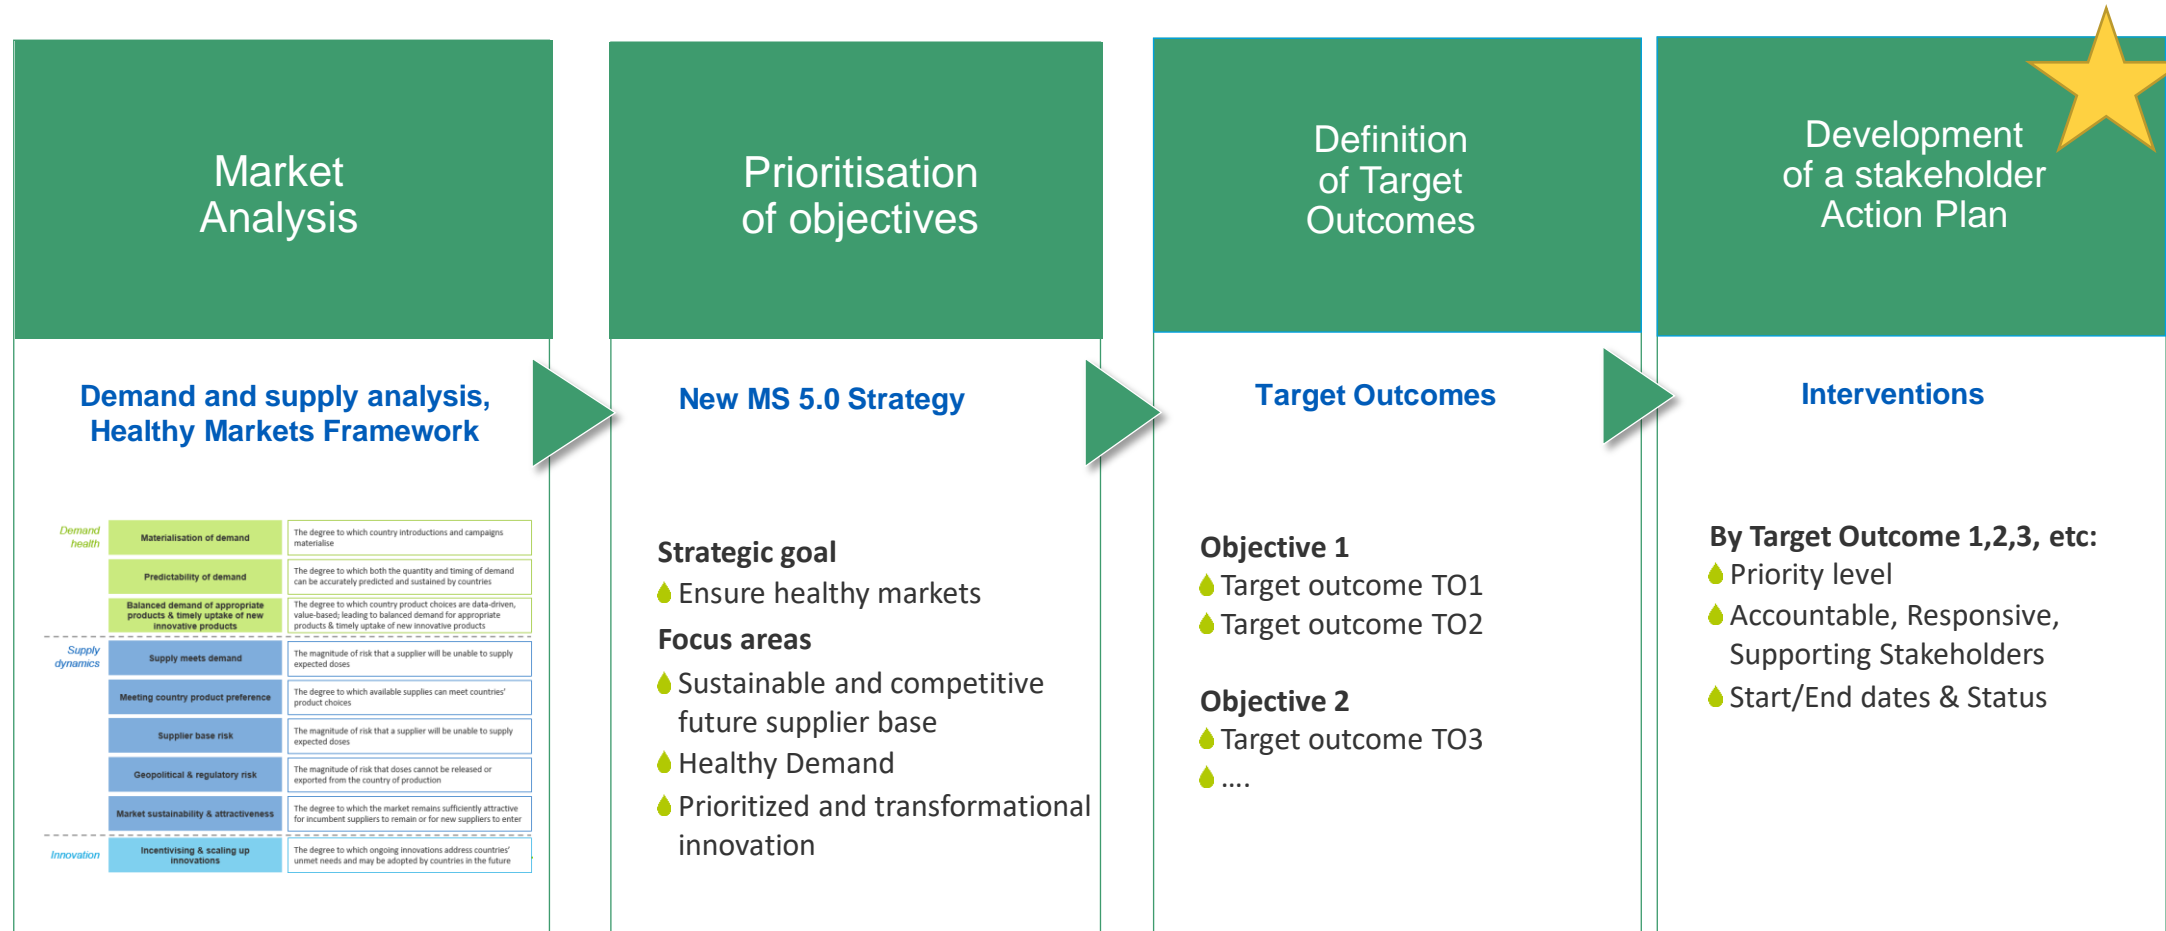 Market
Analysis
Demand and supply analysis,
Healthy Markets Framework
Demand
health
Materialisation of demand
The degree to which country introductions and campaigns
materialise
Predictability of demand
The degree to which both the quantity and timing of demand
can be accurately predicted and sustained by countries
Balanced demand of appropriate
products & timely uptake of new
innovative products
The degree to which country product choices are data-driven,
value-based; leading to balanced demand for appropriate
products & timely uptake of new innovative products
Supply
dynamics
Supply meets demand
The magnitude of risk that a supplier will be unable to supply
expected doses
Meeting country product preference
The degree to which available supplies can meet countries'
product choices
Supplier base risk
The magnitude of risk that a supplier will be unable to supply
expected doses
Geopolitical & regulatory risk
The magnitude of risk that doses cannot be released or
exported from the country of production
Market sustainability & attractiveness
The degree to which the market remains sufficiently attractive
for incumbent suppliers to remain or for new suppliers to enter
Innovation
Incentivising & scaling up
innovations
The degree to which ongoing innovations address countries'
unmet needs and may be adopted by countries in the future
Prioritisation
of objectives
New MS 5.0 Strategy
Strategic goal
Ensure healthy markets
Focus areas
Sustainable and competitive
future supplier base
Healthy Demand
Prioritized and transformational
innovation
Definition
of Target
Outcomes
Target Outcomes
Objective 1
Target outcome TO1
Target outcome TO2
Objective 2
Target outcome TO3
....
Development
of a stakeholder
Action Plan
Interventions
By Target Outcome 1,2,3, etc:
Priority level
Accountable, Responsive,
Supporting Stakeholders
Start/End dates & Status